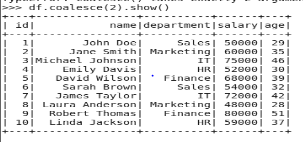 >>> df.coalesce(2).show()
+---+--------------+----------+------+---+
| id|          name|department|salary|age|
+---+--------------+----------+------+---+
|  1|      John Doe|     Sales| 50000| 29|
|  2|    Jane Smith| Marketing| 60000| 35|
|  3|Michael Johnson|        IT| 75000| 46|
|  4|   Emily Davis|        HR| 52000| 30|
|  5|  David Wilson|   Finance| 68000| 39|
|  6|   Sarah Brown|     Sales| 54000| 32|
|  7|  James Taylor|        IT| 72000| 42|
|  8|Laura Anderson| Marketing| 48000| 28|
|  9| Robert Thomas|   Finance| 80000| 51|
| 10| Linda Jackson|        HR| 59000| 37|
+---+--------------+----------+------+---+